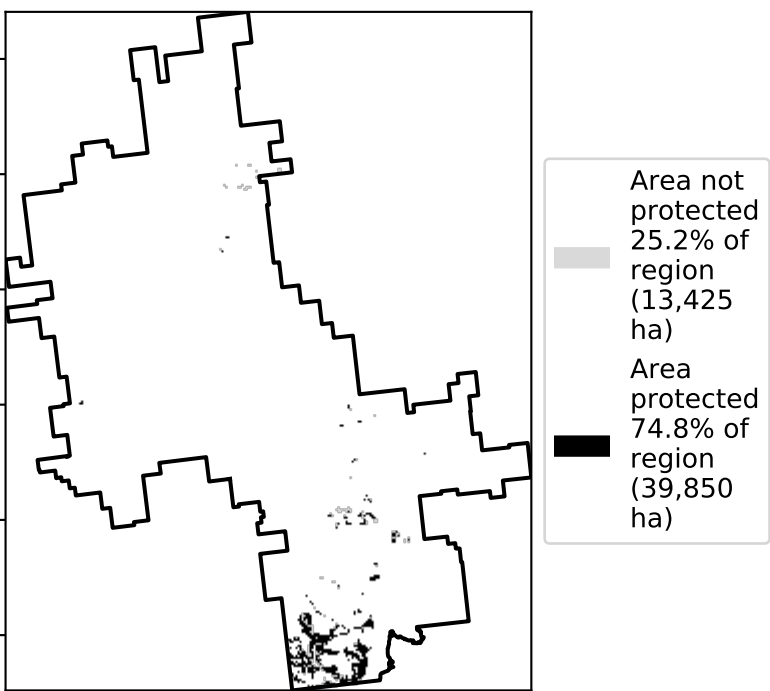 Area not
protected
25.2% of
region
(13,425
ha)
Area
protected
74.8% of
region
(39,850
ha)